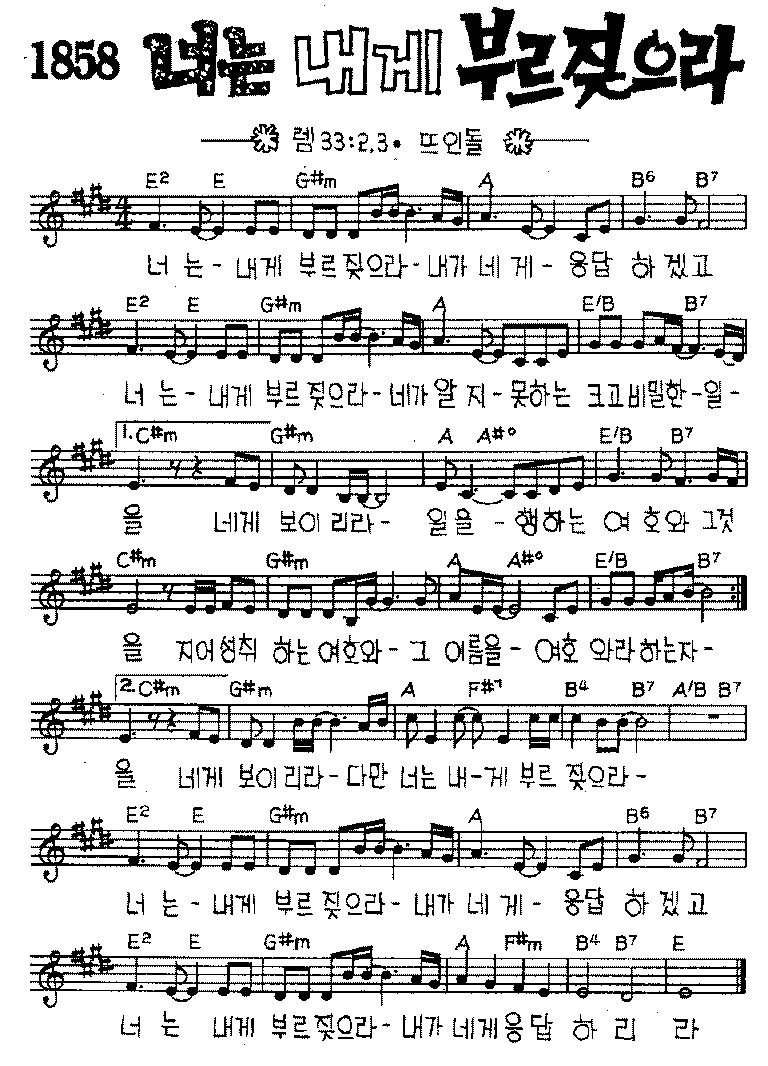 1858 너는 내게 부르짖으라
렘 33:2,3• 뜨인돌
E2 E G#m A B6 B7
4 4
너 는- 내게 부르짖으라-내가 네 게- 응답 하 겠고
E2 E G#m A E/B B7
너 는- 내게 부르짖으라-네가 알 지-못하는 크고비밀한-일-
1. C#m G#m A A#° E/B B7
을 네게 보이리라- 일을 -행하는 여 호와 그것
C#m G#m A A#° E/B B7
을 지어성취 하는여호와- 그 이름을- 여호 와라하는자-
2. C#m G#m A F#7 B4 B7 A/B B7
을 네게 보이리라-다만 너는 내-게 부르 짖으라-
E2 E G#m A B6 B7
너 는- 내게 부르 짖으라- 내가 네 게- 응답 하 겠고
E2 E G#m A F#m B4 B7 E
너 는 내게 부르짖으라-내가네게응답 하 리 라